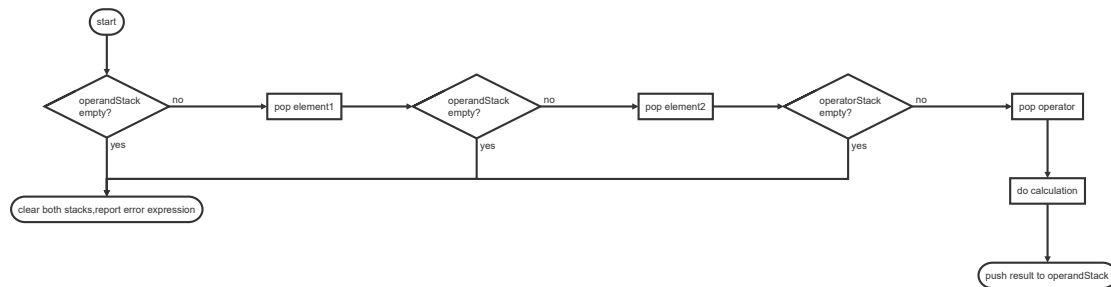 start
operandStack
empty?
no
pop element1
operandStack
empty?
no
pop element2
operatorStack
empty?
no
pop operator
yes
yes
yes
do calculation
clear both stacks,report error expression
push result to operandStack